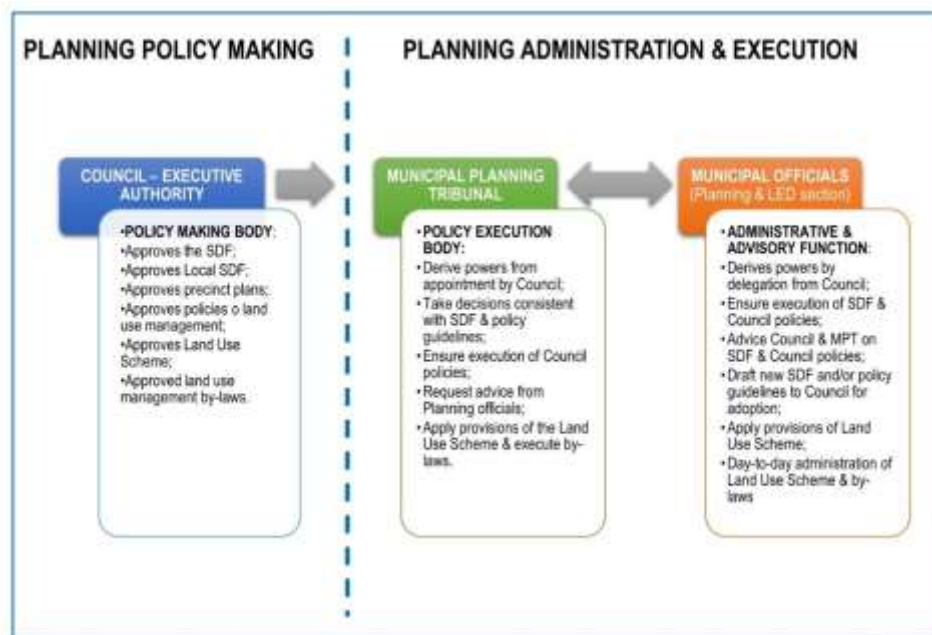 PLANNING POLICY MAKING
PLANNING ADMINISTRATION & EXECUTION
COUNCIL – EXECUTIVE
AUTHORITY
•POLICY MAKING BODY:
•Approves the SDF;
•Approves Local SDF;
•Approves precinct plans;
•Approves policies o land
use management;
•Approves Land Use
Scheme;
•Approved land use
management by-laws.
MUNICIPAL PLANNING
TRIBUNAL
•POLICY EXECUTION
BODY:
•Derive powers from
appointment by Council;
•Take decisions consistent
with SDF & policy
guidelines;
•Ensure execution of Council
policies;
•Request advice from
Planning officials;
•Apply provisions of the Land
Use Scheme & execute by-
laws.
MUNICIPAL OFFICIALS
(Planning & LED section)
•ADMINISTRATIVE &
ADVISORY FUNCTION:
•Derives powers by
delegation from Council;
•Ensure execution of SDF &
Council policies;
•Advice Council & MPT on
SDF & Council policies;
•Draft new SDF and/or policy
guidelines to Council for
adoption;
•Apply provisions of Land
Use Scheme;
•Day-to-day administration of
Land Use Scheme & by-
laws